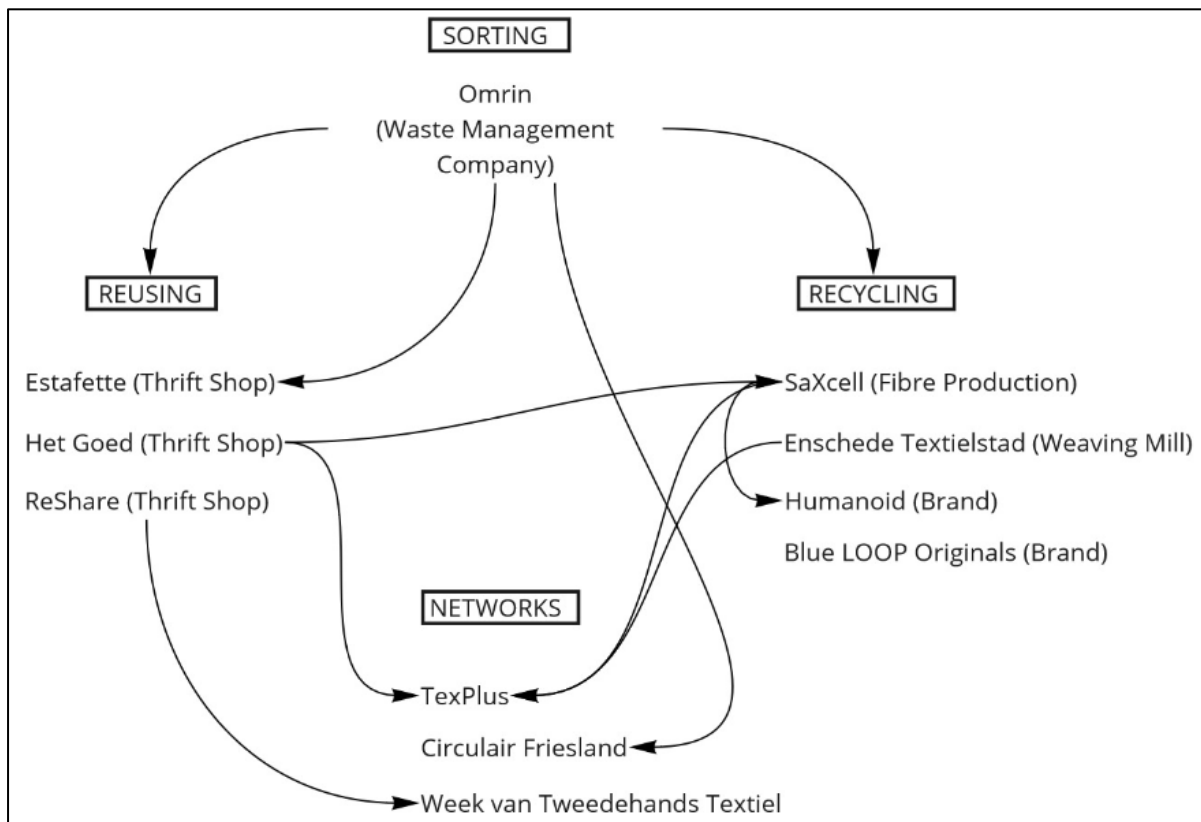 SORTING
Omrin
(Waste Management
Company)
REUSING
RECYCLING
Estafette (Thrift Shop)
SaXcell (Fibre Production)
Het Goed (Thrift Shop)
Enschede Textielstad (Weaving Mill)
ReShare (Thrift Shop)
Humanoid (Brand)
Blue LOOP Originals (Brand)
NETWORKS
TexPlus
Circulair Friesland
Week van Tweedehands Textiel